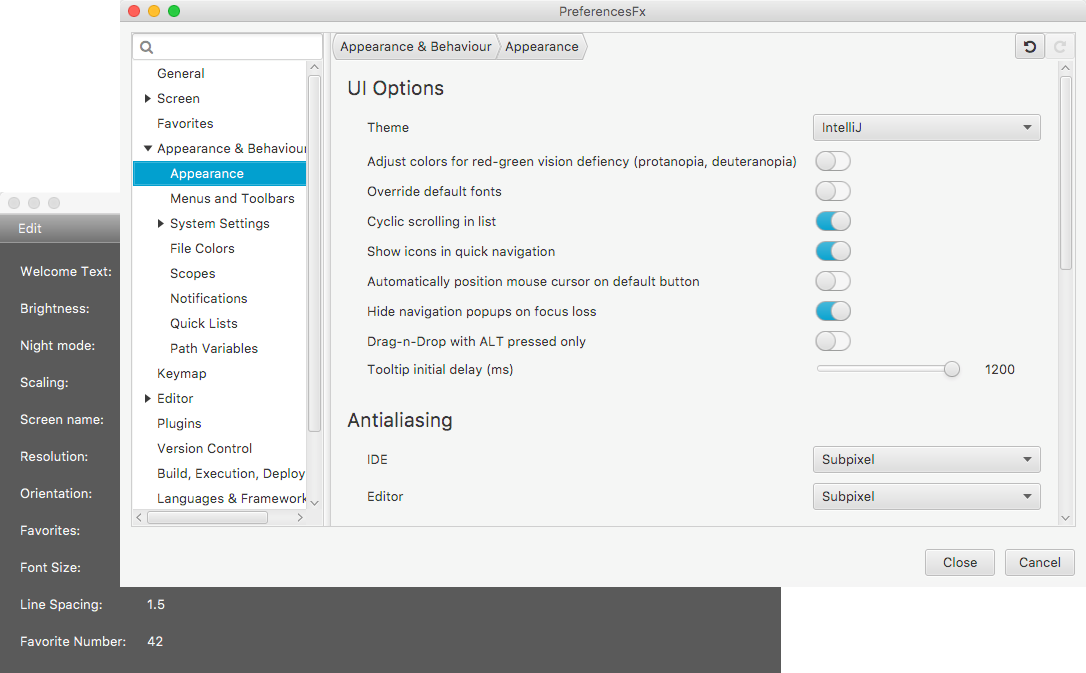 PreferencesFx
General
Screen
Favorites
Appearance & Behaviour
Appearance
Menus and Toolbars
System Settings
File Colors
Scopes
Notifications
Quick Lists
Path Variables
Keymap
Editor
Plugins
Version Control
Build, Execution, Deploy
Languages & Framework
Appearance & Behaviour Appearance
UI Options
Theme IntelliJ
Adjust colors for red-green vision defiency (protanopia, deuteranopia)
Override default fonts
Cyclic scrolling in list
Show icons in quick navigation
Automatically position mouse cursor on default button
Hide navigation popups on focus loss
Drag-n-Drop with ALT pressed only
Tooltip initial delay (ms) 1200
Antialiasing
IDE Subpixel
Editor Subpixel
Close Cancel
Edit
Welcome Text:
Brightness:
Night mode:
Scaling:
Screen name:
Resolution:
Orientation:
Favorites:
Font Size:
Line Spacing: 1.5
Favorite Number: 42